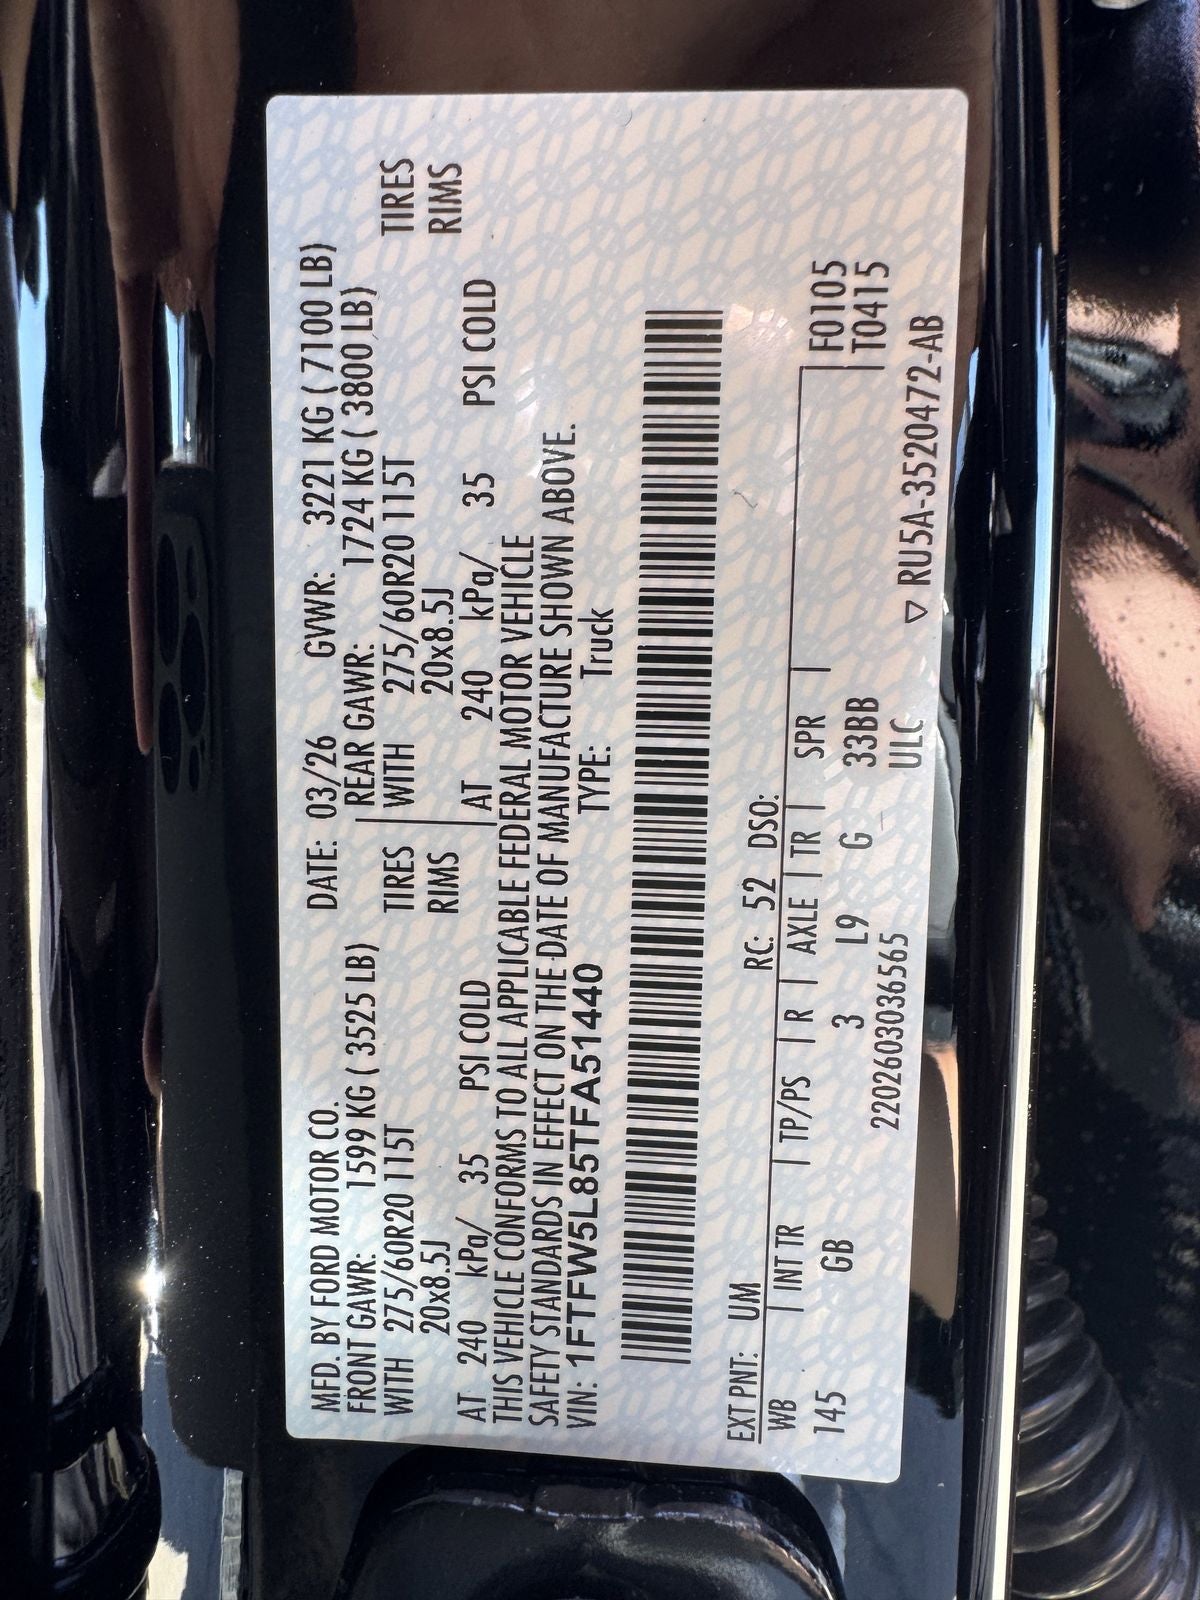 MFD. BY FORD MOTOR CO. DATE: 03/26 GVWR: 3221 KG ( 7100 LB)
FRONT GAWR: 1599 KG ( 3525 LB) REAR GAWR: 1724 KG ( 3800 LB)
WITH 275/60R20 115T TIRES WITH 275/60R20 115T TIRES
20x8.5J RIMS 20x8.5J RIMS
AT 240 kPa/ 35 PSI COLD AT 240 kPa/ 35 PSI COLD
THIS VEHICLE CONFORMS TO ALL APPLICABLE FEDERAL MOTOR VEHICLE
SAFETY STANDARDS IN EFFECT ON THE DATE OF MANUFACTURE SHOWN ABOVE.
VIN: 1FTFW5L85TFA51440 TYPE: Truck
EXT PNT: UM RC: 52 DSO:
WB INT TR TP/PS R AXLE TR SPR F0105
145 GB 3 L9 G 33BB T0415
2202603036565 ULC
▽ RU5A-3520472-AB